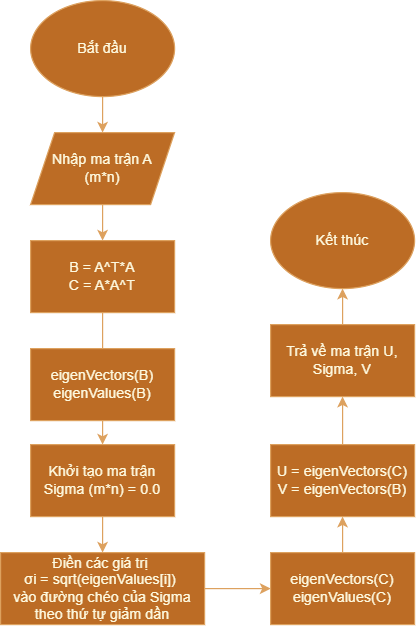 Bắt đầu
Nhập ma trận A
(m*n)
B = A^T*A
C = A*A^T
eigenVectors(B)
eigenValues(B)
Khởi tạo ma trận
Sigma (m*n) = 0.0
Điền các giá trị
σi = sqrt(eigenValues[i])
vào đường chéo của Sigma
theo thứ tự giảm dần
eigenVectors(C)
eigenValues(C)
U = eigenVectors(C)
V = eigenVectors(B)
Trả về ma trận U,
Sigma, V
Kết thúc